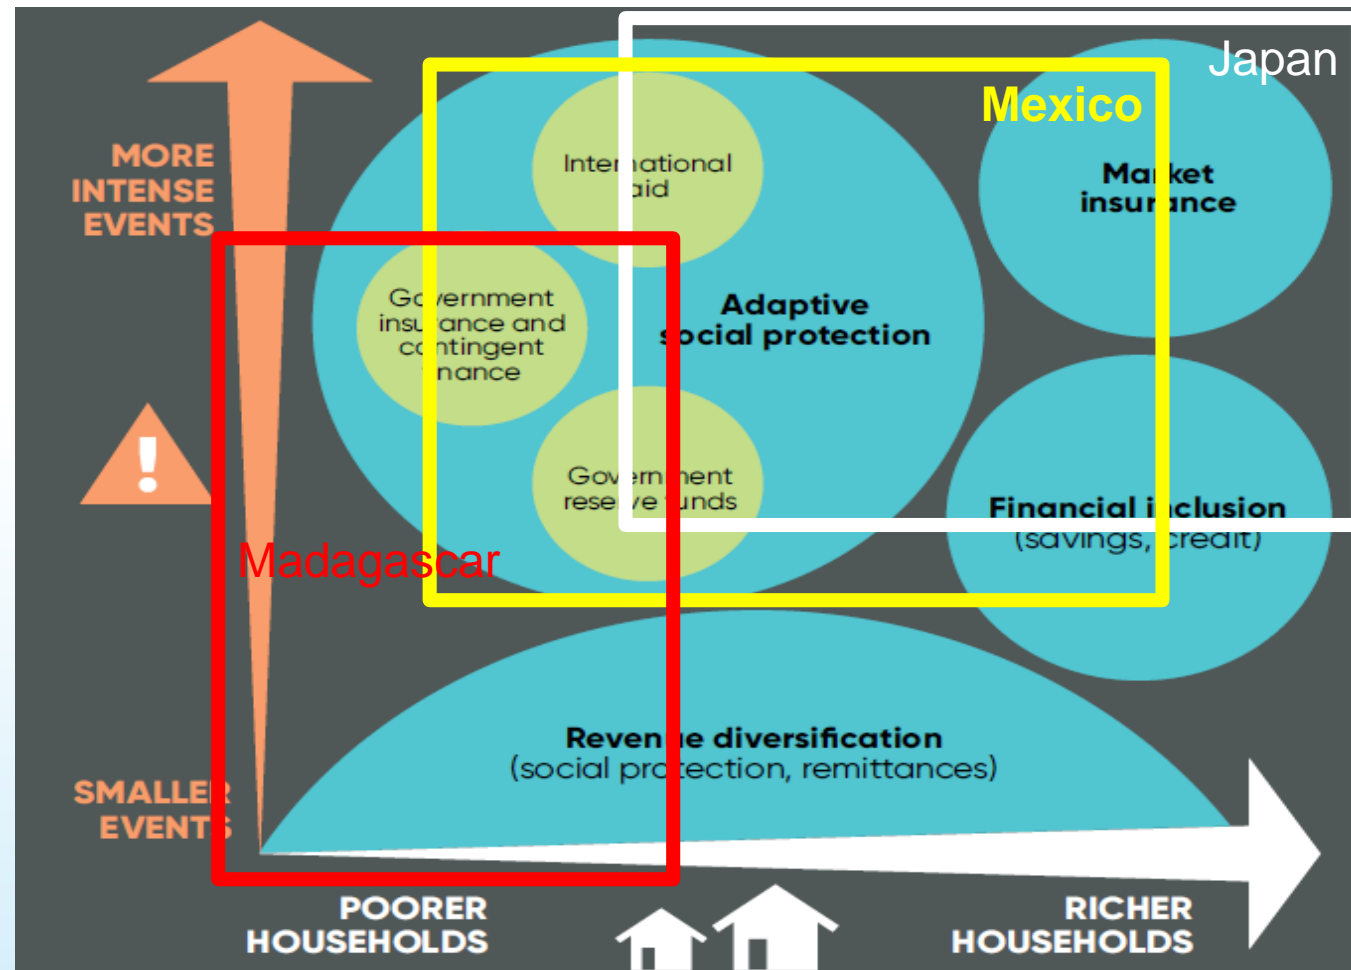 Japan
Mexico
MORE
INTENSE
EVENTS
International
aid
Market
insurance
Government
insurance and
contingent
finance
Adaptive
social protection
!
Government
reserve funds
Financial inclusion
(savings, credit)
Madagascar
Revenue diversification
(social protection, remittances)
SMALLER
EVENTS
POORER
HOUSEHOLDS
RICHER
HOUSEHOLDS